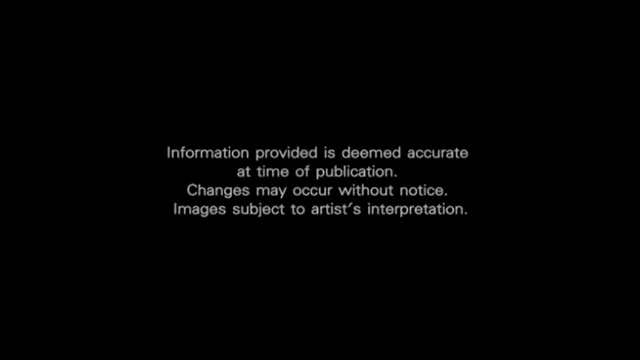 Information provided is deemed accurate
at time of publication.
Changes may occur without notice.
Images subject to artist's interpretation.